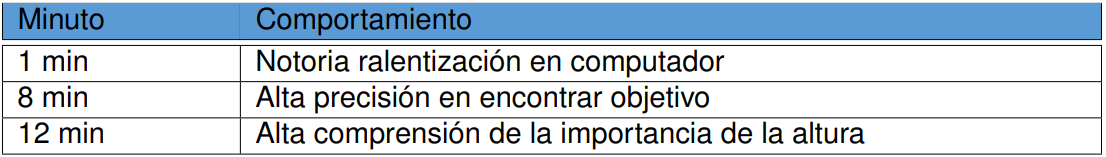 Minuto Comportamiento
1 min Notoria ralentización en computador
8 min Alta precisión en encontrar objetivo
12 min Alta comprensión de la importancia de la altura